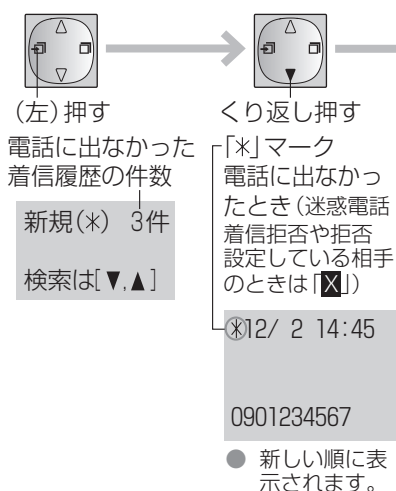 (左)押す
電話に出なかった
着信履歴の件数
新規(＊) 3件
検索は[▼,▲]
くり返し押す
「＊」マーク
電話に出なかっ
たとき(迷惑電話
着信拒否や拒否
設定している相手
のときは「X」)
＊12/ 2 14:45
0901234567
● 新しい順に表
示されます。